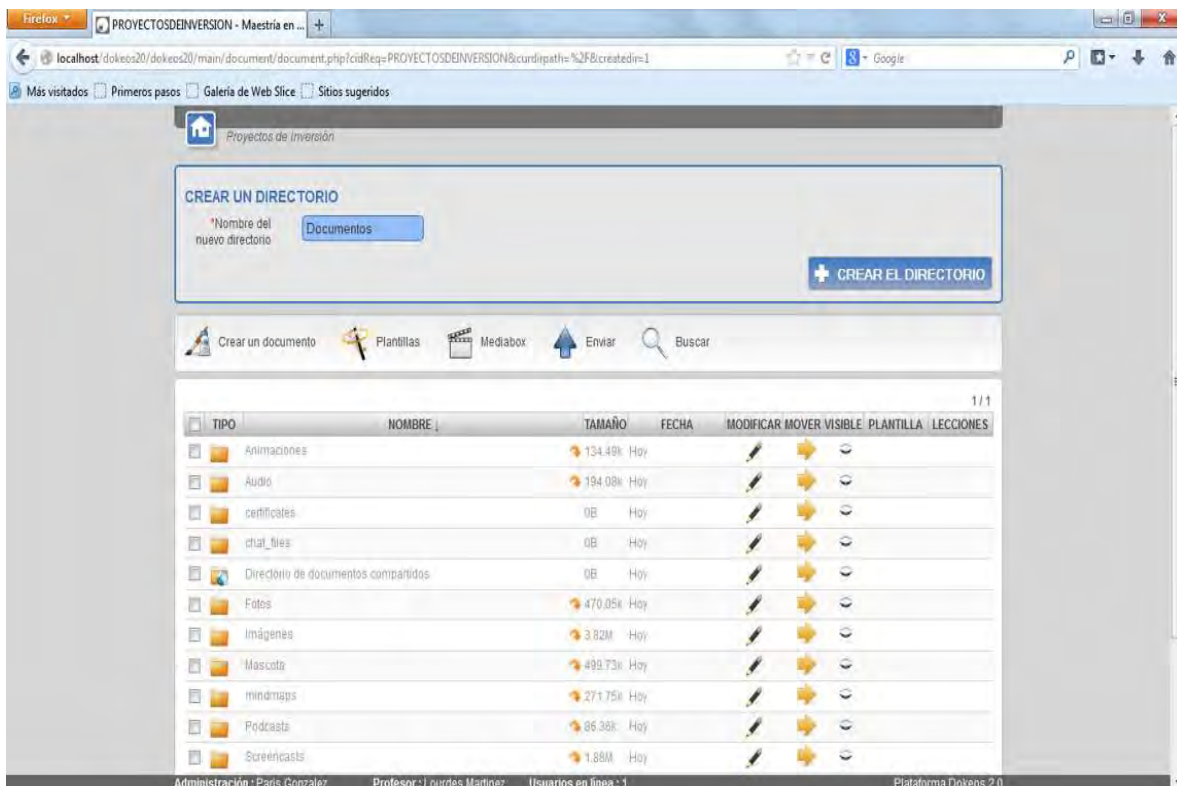 Firefox
PROYECTOSDEINVERSION - Maestría en ...
localhost/dokeos20/dokeos20/main/document/document.php?cidReq=PROYECTOSDEINVERSION&curdirpath=%2F&createdir=1
Google
Más visitados Primeros pasos Galería de Web Slice Sitios sugeridos
Proyectos de Inversión
CREAR UN DIRECTORIO
*Nombre del nuevo directorio
Documentos
CREAR EL DIRECTORIO
Crear un documento Plantillas Mediabox Enviar Buscar
1 / 1
TIPO NOMBRE ↓ TAMAÑO FECHA MODIFICAR MOVER VISIBLE PLANTILLA LECCIONES
Animaciones 134.49k Hoy
Audio 194.08k Hoy
certificates 0B Hoy
chat_files 0B Hoy
Directorio de documentos compartidos 0B Hoy
Fotos 470.05k Hoy
Imágenes 3.82M Hoy
Mascota 499.73k Hoy
mindmaps 271.75k Hoy
Podcasts 86.36k Hoy
Screencasts 1.88M Hoy
Administración : Paris Gonzalez Profesor : Lourdes Martinez Usuarios en línea : 1 Plataforma Dokeos 2.0